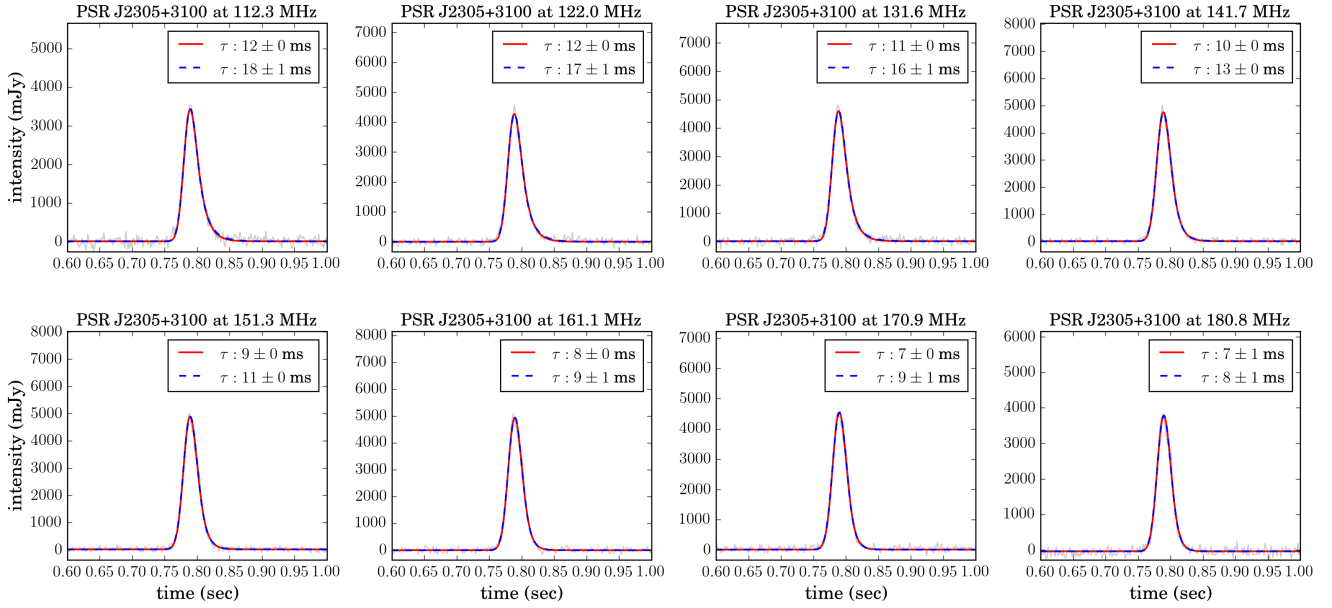 PSR J2305+3100 at 112.3 MHz
τ : 12 ± 0 ms
τ : 18 ± 1 ms
intensity (mJy)
5000
4000
3000
2000
1000
0
0.60 0.65 0.70 0.75 0.80 0.85 0.90 0.95 1.00
PSR J2305+3100 at 122.0 MHz
τ : 12 ± 0 ms
τ : 17 ± 1 ms
7000
6000
5000
4000
3000
2000
1000
0
0.60 0.65 0.70 0.75 0.80 0.85 0.90 0.95 1.00
PSR J2305+3100 at 131.6 MHz
τ : 11 ± 0 ms
τ : 16 ± 1 ms
7000
6000
5000
4000
3000
2000
1000
0
0.60 0.65 0.70 0.75 0.80 0.85 0.90 0.95 1.00
PSR J2305+3100 at 141.7 MHz
τ : 10 ± 0 ms
τ : 13 ± 0 ms
8000
7000
6000
5000
4000
3000
2000
1000
0
0.60 0.65 0.70 0.75 0.80 0.85 0.90 0.95 1.00
PSR J2305+3100 at 151.3 MHz
τ : 9 ± 0 ms
τ : 11 ± 0 ms
intensity (mJy)
8000
7000
6000
5000
4000
3000
2000
1000
0
0.60 0.65 0.70 0.75 0.80 0.85 0.90 0.95 1.00
time (sec)
PSR J2305+3100 at 161.1 MHz
τ : 8 ± 0 ms
τ : 9 ± 1 ms
8000
7000
6000
5000
4000
3000
2000
1000
0
0.60 0.65 0.70 0.75 0.80 0.85 0.90 0.95 1.00
time (sec)
PSR J2305+3100 at 170.9 MHz
τ : 7 ± 0 ms
τ : 9 ± 1 ms
7000
6000
5000
4000
3000
2000
1000
0
0.60 0.65 0.70 0.75 0.80 0.85 0.90 0.95 1.00
time (sec)
PSR J2305+3100 at 180.8 MHz
τ : 7 ± 1 ms
τ : 8 ± 1 ms
6000
5000
4000
3000
2000
1000
0
0.60 0.65 0.70 0.75 0.80 0.85 0.90 0.95 1.00
time (sec)